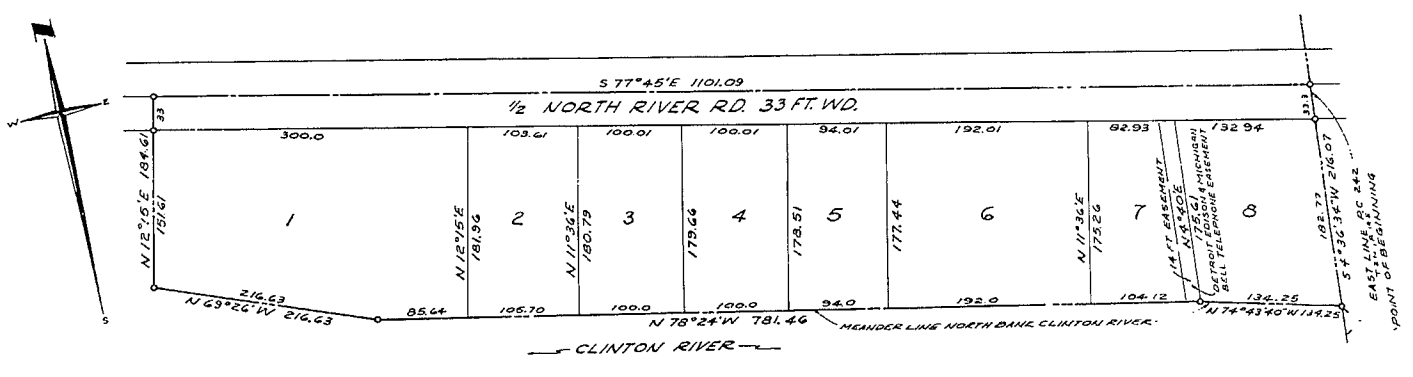 S 77°45'E 1101.09
½ NORTH RIVER RD. 33 FT. WD.
33
33.3
300.0
103.61
100.01
100.01
94.01
192.01
82.93
132.94
N 12°15'E 184.61
151.61
1
N 12°15'E
181.96
2
N 11°36'E
180.79
3
179.66
4
178.51
5
177.44
6
N 11°36'E
175.26
7
14 FT EASEMENT
N 4°40'E
175.61
DETROIT EDISON & MICHIGAN
BELL TELEPHONE EASEMENT
8
182.77
S 4°36'34"W 216.07
EAST LINE P.C. 242
POINT OF BEGINNING
W
E
S
216.63
N 69°26'W 216.63
85.64
105.70
100.0
100.0
94.0
192.0
104.12
134.25
N 78°24'W 781.46
MEANDER LINE NORTH BANK CLINTON RIVER.
N 74°43'40"W 134.25
CLINTON RIVER